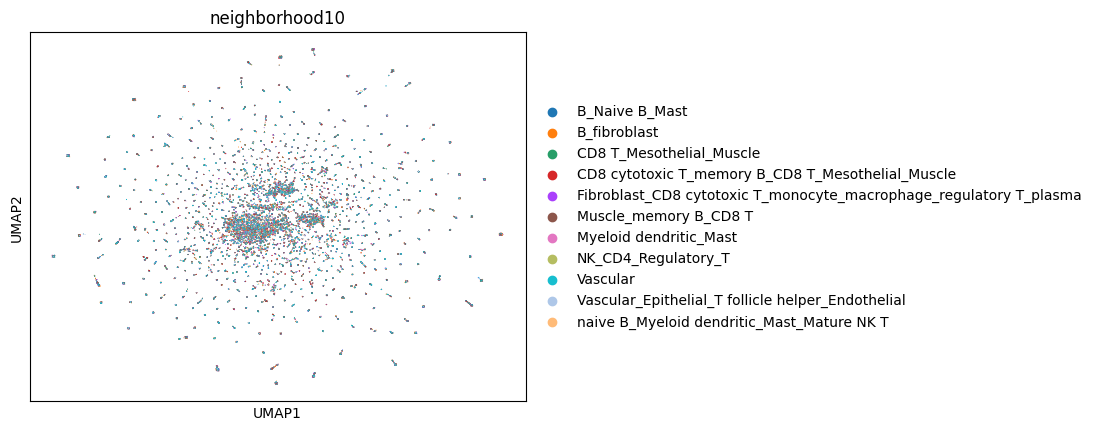 neighborhood10
UMAP2
UMAP1
B_Naive B_Mast
B_fibroblast
CD8 T_Mesothelial_Muscle
CD8 cytotoxic T_memory B_CD8 T_Mesothelial_Muscle
Fibroblast_CD8 cytotoxic T_monocyte_macrophage_regulatory T_plasma
Muscle_memory B_CD8 T
Myeloid dendritic_Mast
NK_CD4_Regulatory_T
Vascular
Vascular_Epithelial_T follicle helper_Endothelial
naive B_Myeloid dendritic_Mast_Mature NK T